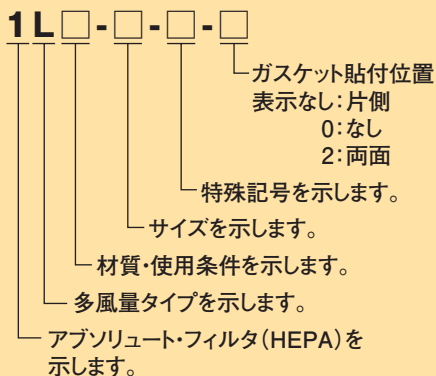 1L□-□-□-□
ガスケット貼付位置
表示なし：片側
0：なし
2：両面
特殊記号を示します。
サイズを示します。
材質・使用条件を示します。
多風量タイプを示します。
アブソリュート・フィルタ（HEPA）を
示します。